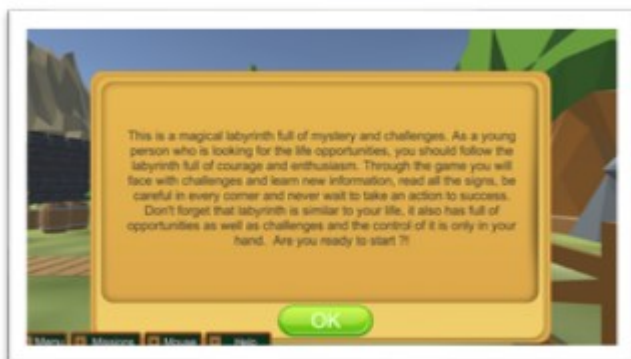 This is a magical labyrinth full of mystery and challenges. As a young
person who is looking for the life opportunities, you should follow the
labyrinth full of courage and enthusiasm. Through the game you will
face with challenges and learn new information, read all the signs, be
careful in every corner and never wait to take an action to success.
Don't forget that labyrinth is similar to your life, it also has full of
opportunities as well as challenges and the control of it is only in your
hand. Are you ready to start ?!
OK
Menu Missions Mouse Help